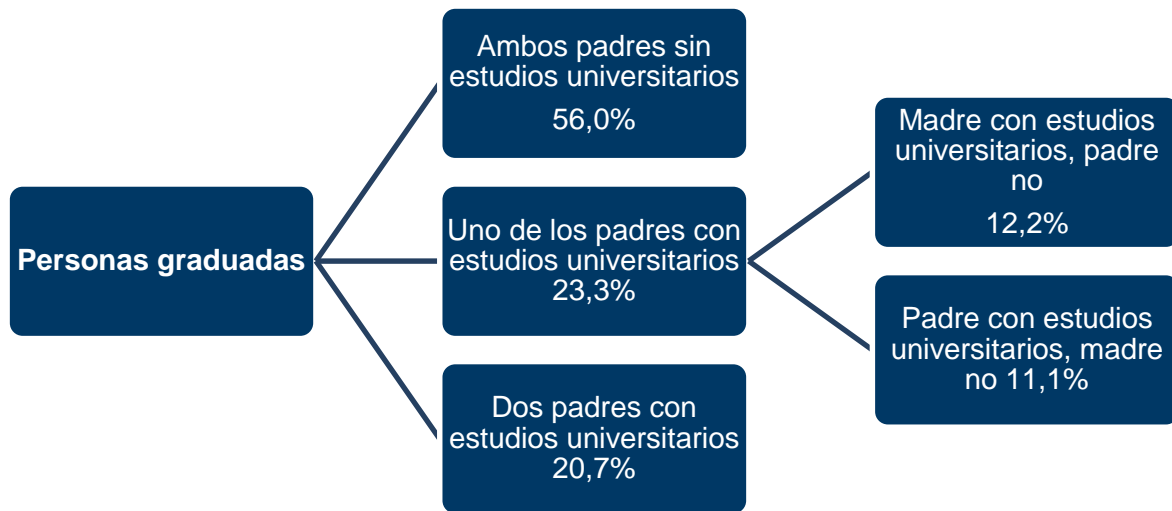 Personas graduadas
Ambos padres sin
estudios universitarios
56,0%
Uno de los padres con
estudios universitarios
23,3%
Dos padres con
estudios universitarios
20,7%
Madre con estudios
universitarios, padre
no
12,2%
Padre con estudios
universitarios, madre
no 11,1%